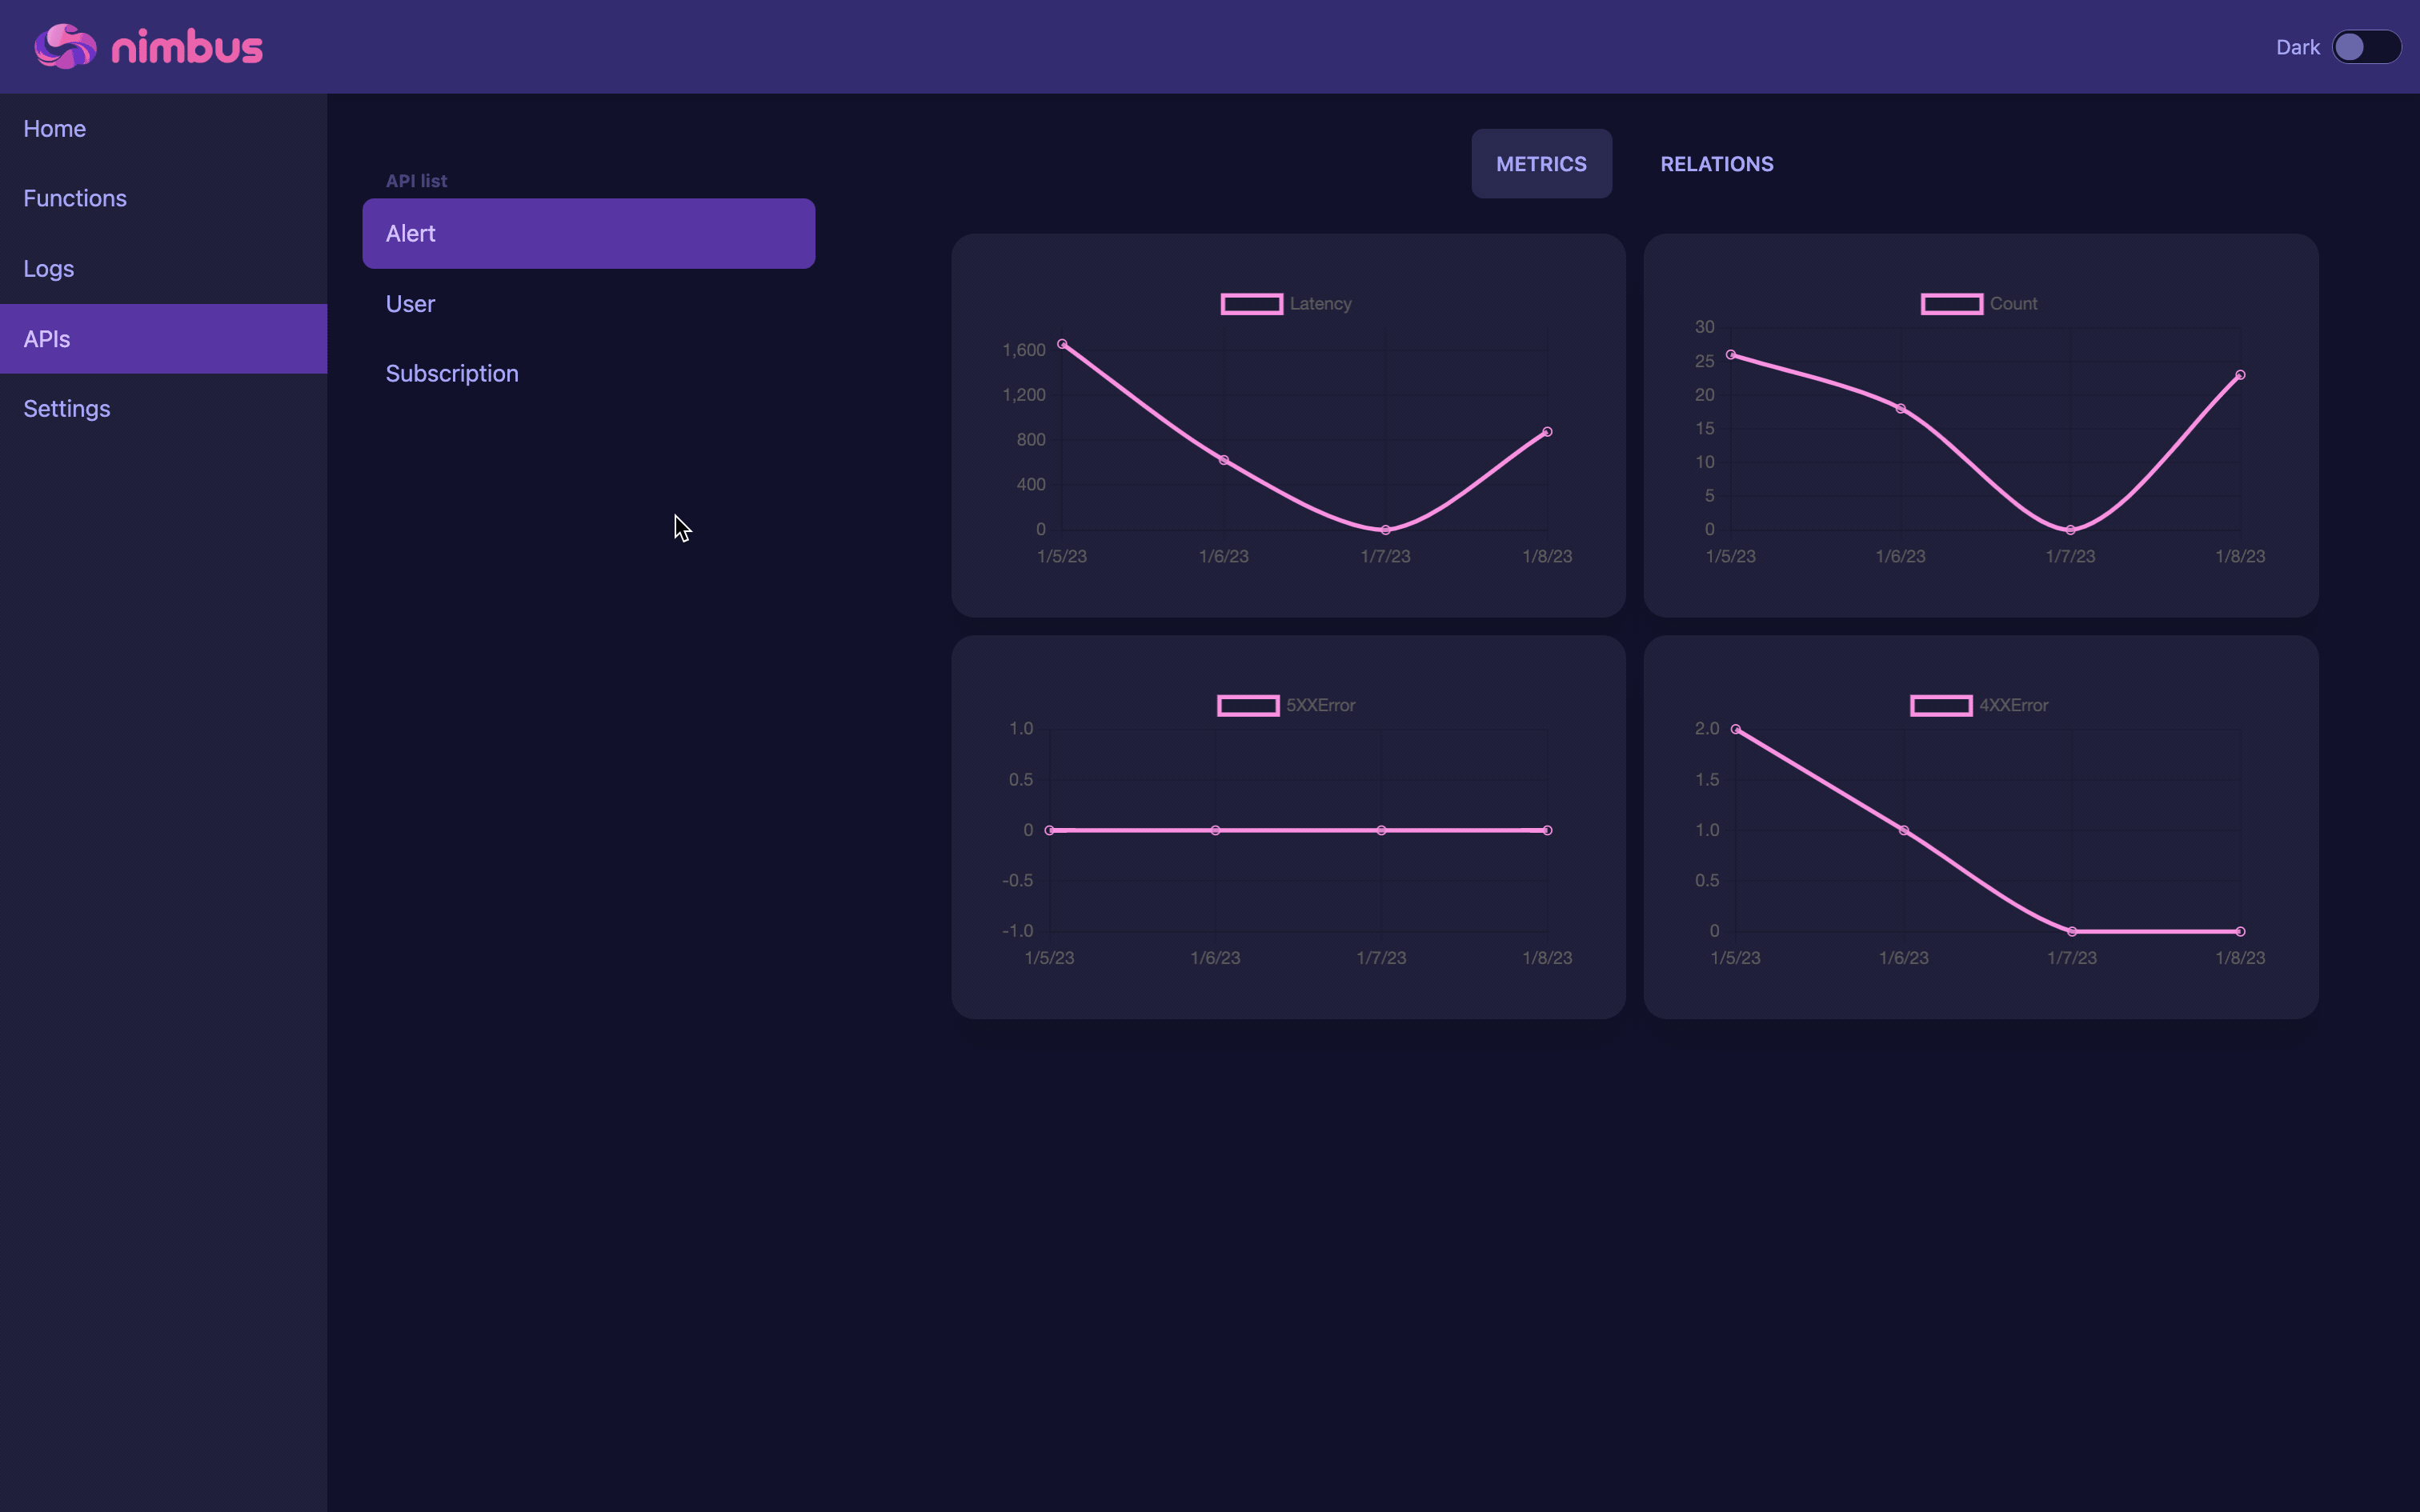 nimbus
Dark
Home
Functions
Logs
APIs
Settings
API list
Alert
User
Subscription
METRICS
RELATIONS
Latency
1,600
1,200
800
400
0
1/5/23 1/6/23 1/7/23 1/8/23
Count
30
25
20
15
10
5
0
1/5/23 1/6/23 1/7/23 1/8/23
5XXError
1.0
0.5
0
-0.5
-1.0
1/5/23 1/6/23 1/7/23 1/8/23
4XXError
2.0
1.5
1.0
0.5
0
1/5/23 1/6/23 1/7/23 1/8/23